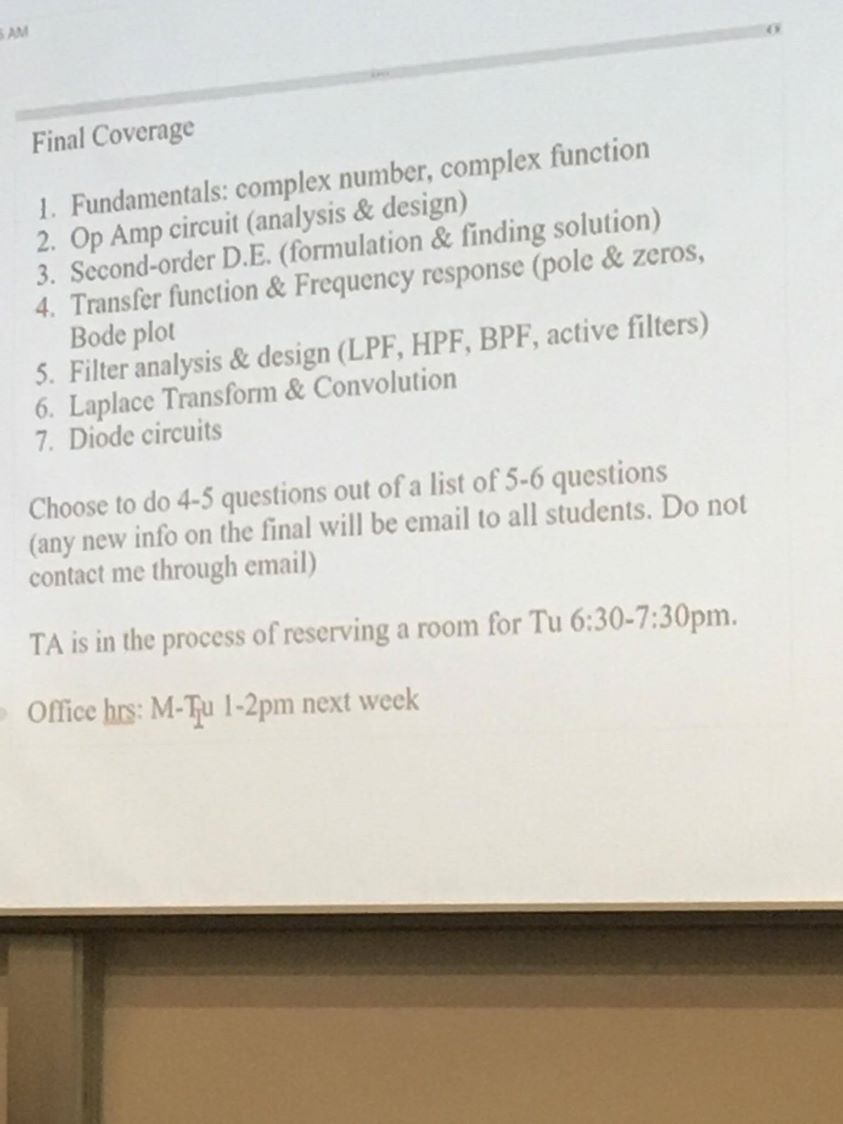 5 AM
Final Coverage
1. Fundamentals: complex number, complex function
2. Op Amp circuit (analysis & design)
3. Second-order D.E. (formulation & finding solution)
4. Transfer function & Frequency response (pole & zeros,
Bode plot
5. Filter analysis & design (LPF, HPF, BPF, active filters)
6. Laplace Transform & Convolution
7. Diode circuits
Choose to do 4-5 questions out of a list of 5-6 questions
(any new info on the final will be email to all students. Do not
contact me through email)
TA is in the process of reserving a room for Tu 6:30-7:30pm.
Office hrs: M-Tu 1-2pm next week